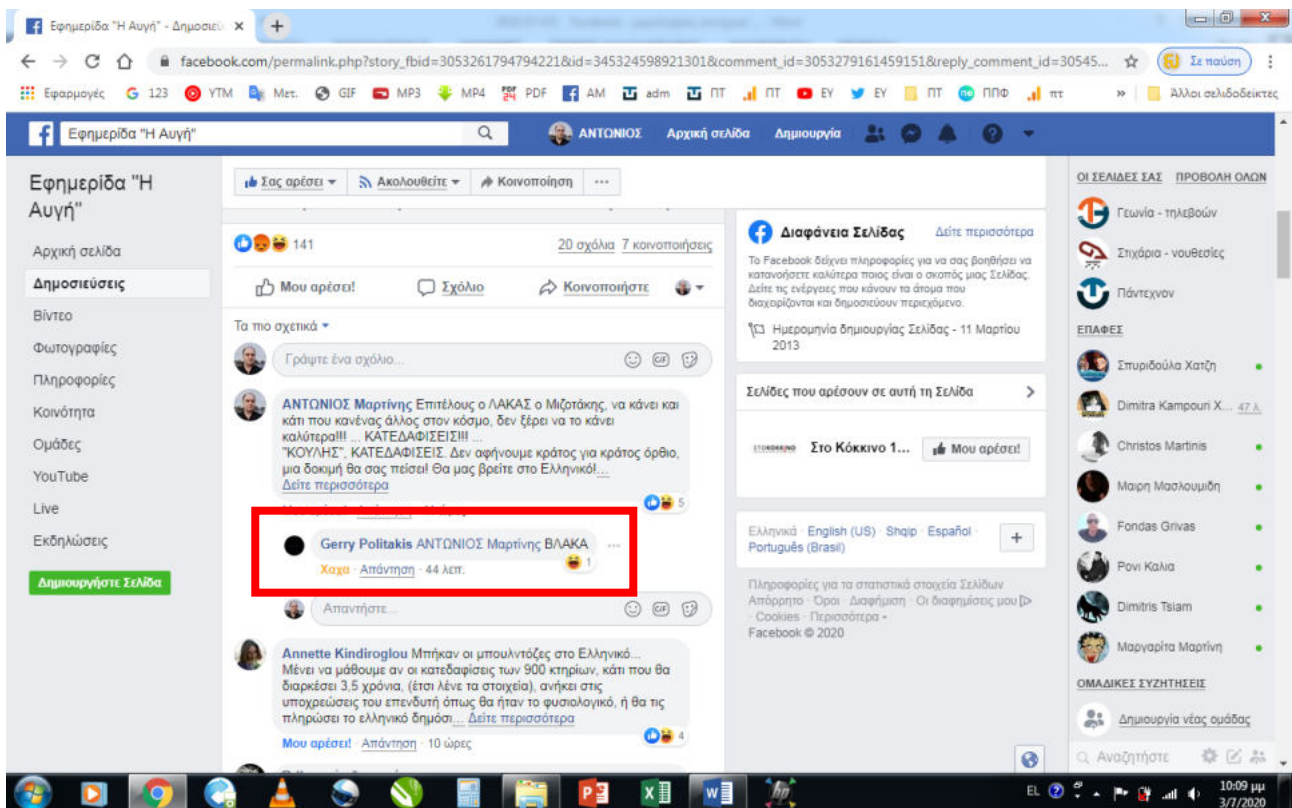 Εφημερίδα "Η Αυγή" - Δημοσιεύ
facebook.com/permalink.php?story_fbid=3053261794794221&id=345324598921301&comment_id=3053279161459151&reply_comment_id=30545...
Σε παύση
Εφαρμογές G 123 YTM Μετ. GIF MP3 MP4 PDF AM adm ΠΤ ΠΤ ΕΥ ΕΥ ΠΤ ΠΠΦ πτ » Άλλοι σελιδοδείκτες
Εφημερίδα "Η Αυγή"
ΑΝΤΩΝΙΟΣ Αρχική σελίδα Δημιουργία
Εφημερίδα "Η
Αυγή"
Αρχική σελίδα
Δημοσιεύσεις
Βίντεο
Φωτογραφίες
Πληροφορίες
Κοινότητα
Ομάδες
YouTube
Live
Εκδηλώσεις
Δημιουργήστε Σελίδα
Σας αρέσει Ακολουθείτε Κοινοποίηση ...
141 20 σχόλια 7 κοινοποιήσεις
Μου αρέσει! Σχόλιο Κοινοποιήστε
Τα πιο σχετικά
Γράψτε ένα σχόλιο...
ΑΝΤΩΝΙΟΣ Μαρτίνης Επιτέλους ο ΛΑΚΑΣ ο Μιζοτάκης, να κάνει και
κάτι που κανένας άλλος στον κόσμο, δεν ξέρει να το κάνει
καλύτερα!!! ... ΚΑΤΕΔΑΦΙΣΕΙΣ!!! ...
"ΚΟΥΛΗΣ", ΚΑΤΕΔΑΦΙΣΕΙΣ. Δεν αφήνουμε κράτος για κράτος όρθιο,
μια δοκιμή θα σας πείσει! Θα μας βρείτε στο Ελληνικό!...
Δείτε περισσότερα
5
Gerry Politakis ΑΝΤΩΝΙΟΣ Μαρτίνης ΒΛΑΚΑ ...
1
Χαχα · Απάντηση · 44 λεπ.
Απαντήστε...
Annette Kindiroglou Μπήκαν οι μπουλντόζες στο Ελληνικό...
Μένει να μάθουμε αν οι κατεδαφίσεις των 900 κτηρίων, κάτι που θα
διαρκέσει 3,5 χρόνια, (έτσι λένε τα στοιχεία), ανήκει στις
υποχρεώσεις του επενδυτή όπως θα ήταν το φυσιολογικό, ή θα τις
πληρώσει το ελληνικό δημόσι... Δείτε περισσότερα
4
Μου αρέσει! · Απάντηση · 10 ώρες
Διαφάνεια Σελίδας Δείτε περισσότερα
Το Facebook δείχνει πληροφορίες για να σας βοηθήσει να
κατανοήσετε καλύτερα ποιος είναι ο σκοπός μιας Σελίδας.
Δείτε τις ενέργειες που κάνουν τα άτομα που
διαχειρίζονται και δημοσιεύουν περιεχόμενο.
Ημερομηνία δημιουργίας Σελίδας - 11 Μαρτίου
2013
Σελίδες που αρέσουν σε αυτή τη Σελίδα
ΣΤΟΚΟΚΚΙΝΟ Στο Κόκκινο 1... Μου αρέσει!
Ελληνικά · English (US) · Shqip · Español ·
Português (Brasil)
Πληροφορίες για τα στατιστικά στοιχεία Σελίδων
Απόρρητο · Όροι · Διαφήμιση · Οι διαφημίσεις μου
· Cookies · Περισσότερα
Facebook © 2020
ΟΙ ΣΕΛΙΔΕΣ ΣΑΣ ΠΡΟΒΟΛΗ ΟΛΩΝ
Γεωνία - τηλεβοών
Στιχάρια - νουθεσίες
Πάντεχνον
ΕΠΑΦΕΣ
Σπυριδούλα Χατζη
Dimitra Kampouri X... 47 λ.
Christos Martinis
Μαιρη Μασλουμιδη
Fondas Grivas
Ρονι Καλια
Dimitris Tsiam
Μαργαρίτα Μαρτίνη
ΟΜΑΔΙΚΕΣ ΣΥΖΗΤΗΣΕΙΣ
Δημιουργία νέας ομάδας
Αναζητήστε
EL
10:09 μμ
3/7/2020